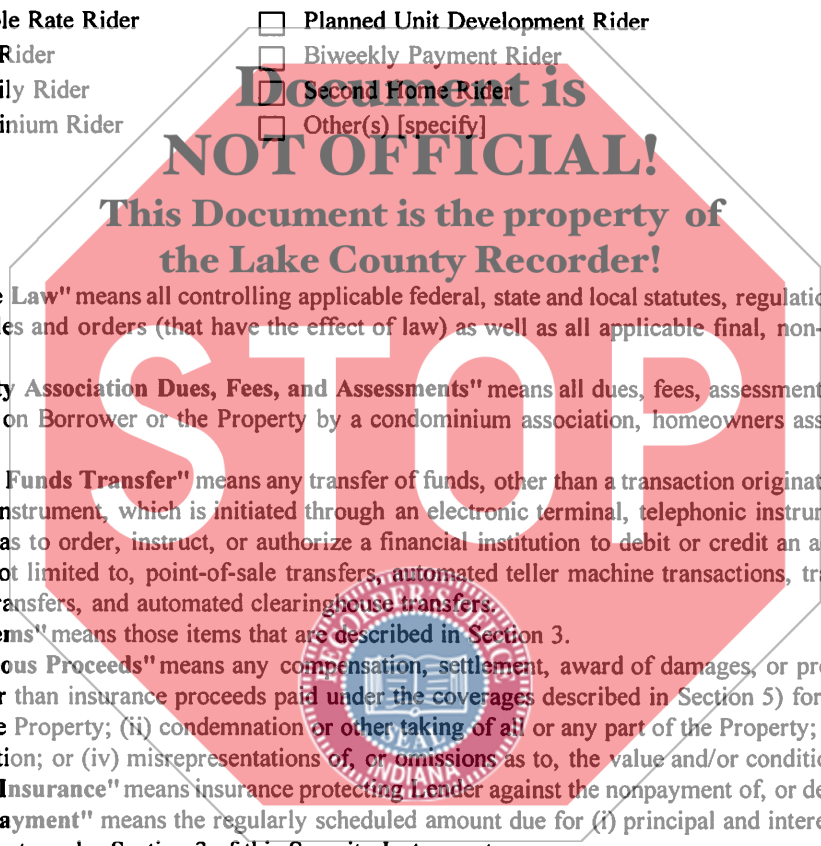 le Rate Rider ☐ Planned Unit Development Rider
Rider ☐ Biweekly Payment Rider
ily Rider ☐ Second Home Rider
inium Rider ☐ Other(s) [specify]
Document is
NOT OFFICIAL!
This Document is the property of
the Lake County Recorder!
e Law" means all controlling applicable federal, state and local statutes, regulatio
les and orders (that have the effect of law) as well as all applicable final, non-
ty Association Dues, Fees, and Assessments" means all dues, fees, assessment
on Borrower or the Property by a condominium association, homeowners ass
STOP
Funds Transfer" means any transfer of funds, other than a transaction originat
nstrument, which is initiated through an electronic terminal, telephonic instrur
as to order, instruct, or authorize a financial institution to debit or credit an a
ot limited to, point-of-sale transfers, automated teller machine transactions, tr
ransfers, and automated clearinghouse transfers.
ems" means those items that are described in Section 3.
ous Proceeds" means any compensation, settlement, award of damages, or pr
r than insurance proceeds paid under the coverages described in Section 5) for
e Property; (ii) condemnation or other taking of all or any part of the Property;
tion; or (iv) misrepresentations of, or omissions as to, the value and/or conditio
Insurance" means insurance protecting Lender against the nonpayment of, or de
ayment" means the regularly scheduled amount due for (i) principal and intere
RECORDER'S OFFICE
SEAL
INDIANA